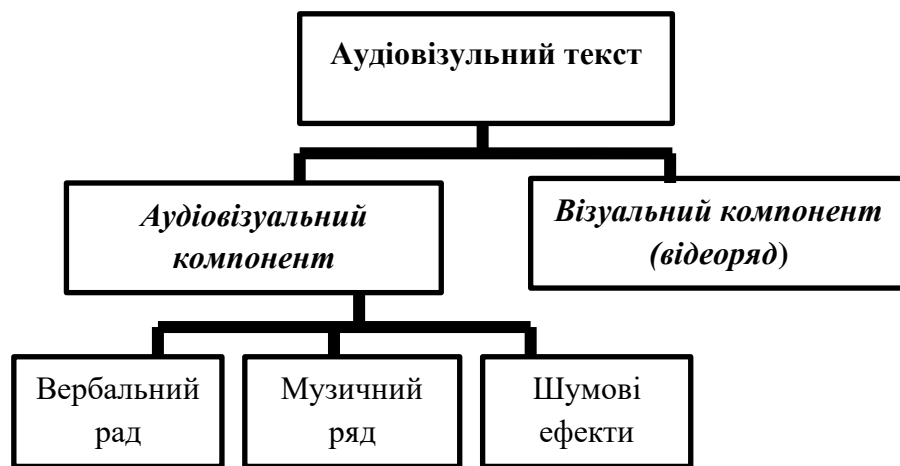 Аудіовізульний текст
Аудіовізуальний
компонент
Візуальний компонент
(відеоряд)
Вербальний
рад
Музичний
ряд
Шумові
ефекти